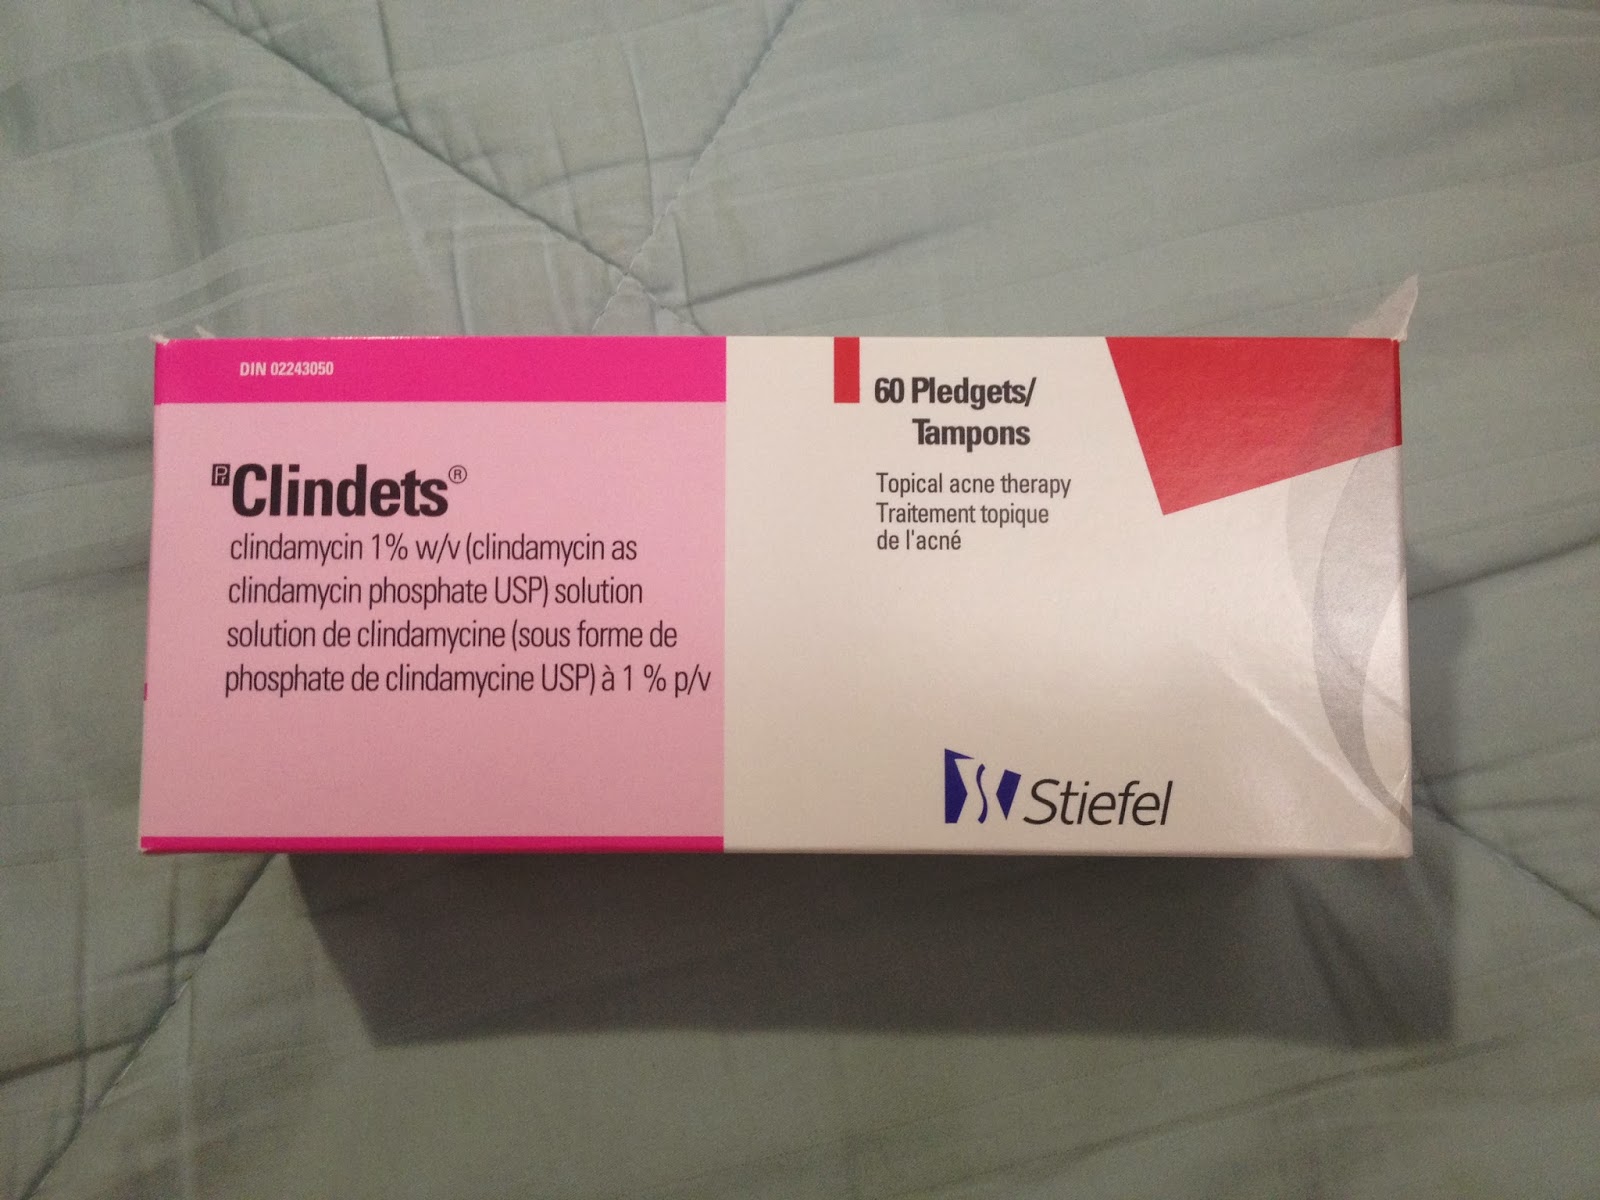 DIN 02243050
Pr Clindets®
clindamycin 1% w/v (clindamycin as
clindamycin phosphate USP) solution
solution de clindamycine (sous forme de
phosphate de clindamycine USP) à 1 % p/v
60 Pledgets/
Tampons
Topical acne therapy
Traitement topique
de l'acné
Stiefel